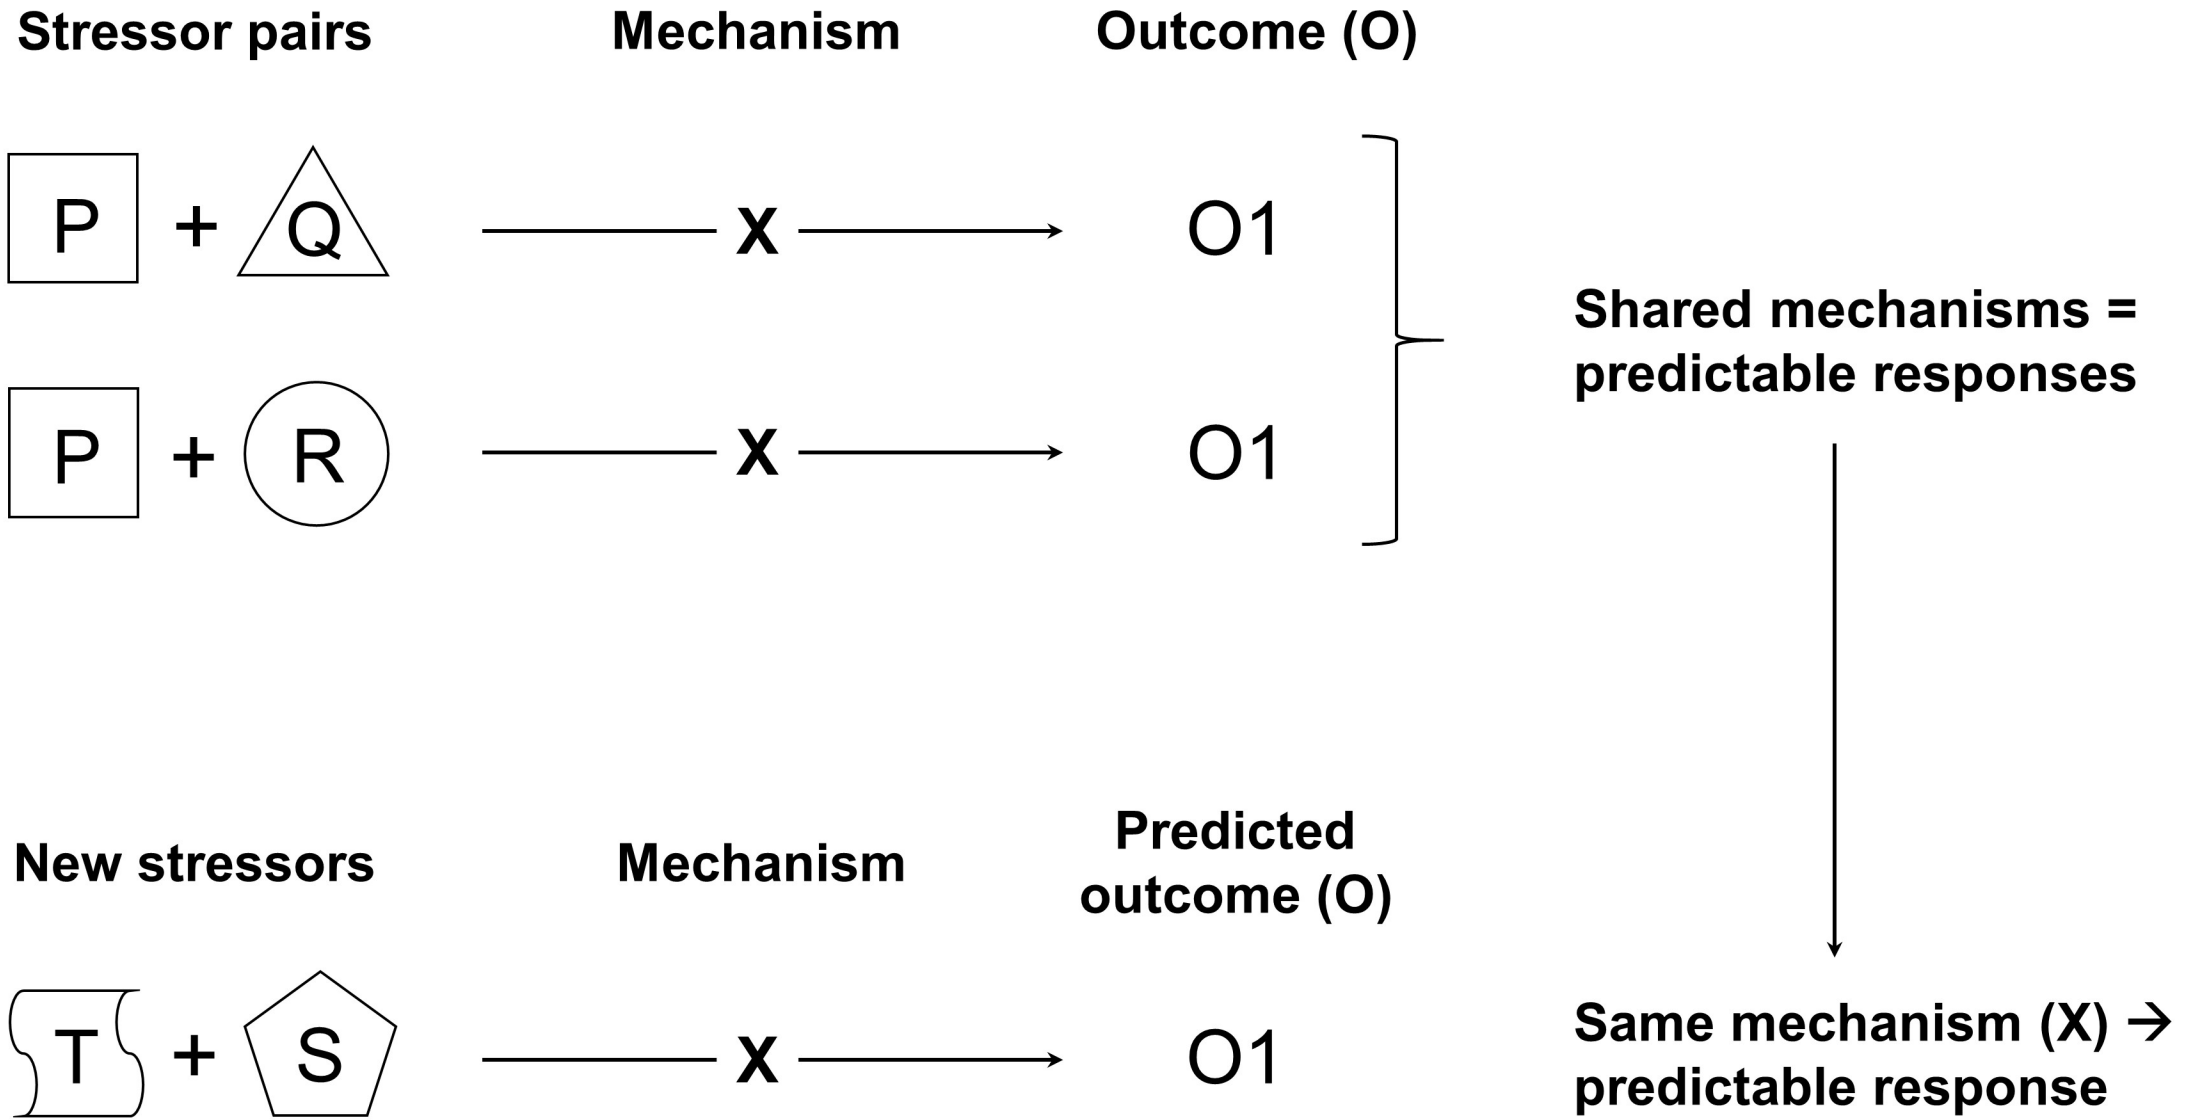 Stressor pairs Mechanism Outcome (O)
P + Q X O1
P + R X O1
Shared mechanisms =
predictable responses
New stressors Mechanism Predicted
outcome (O)
T + S X O1
Same mechanism (X) →
predictable response